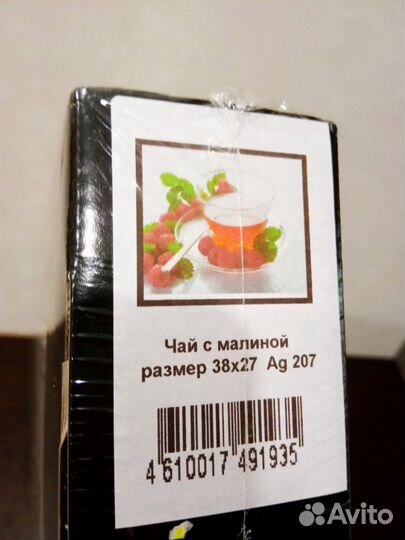 Чай с малиной
размер 38x27 Ag 207
4 610017 491935
Avito